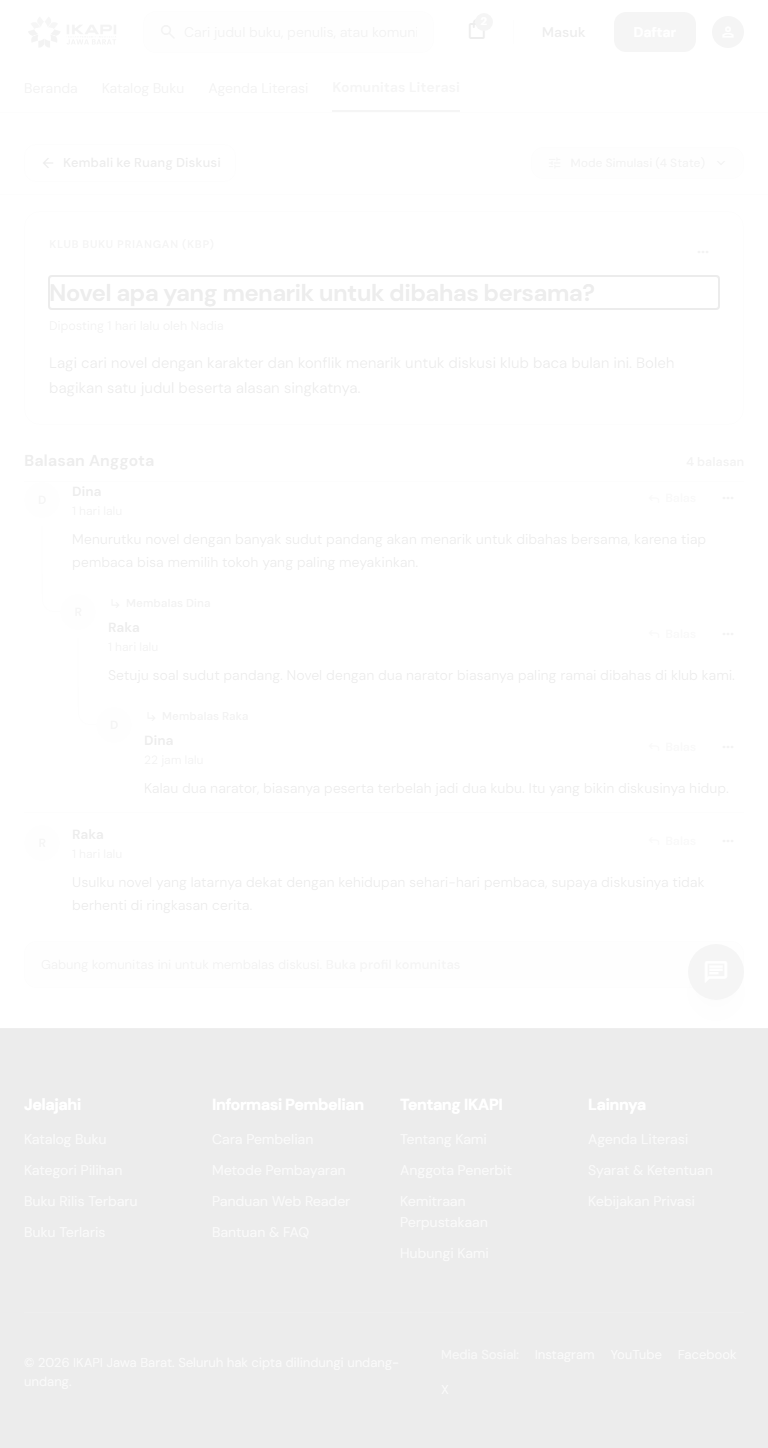 IKAPI
JAWA BARAT
Cari judul buku, penulis, atau komuni
2
Masuk
Daftar
Beranda
Katalog Buku
Agenda Literasi
Komunitas Literasi
Kembali ke Ruang Diskusi
Mode Simulasi (4 State)
KLUB BUKU PRIANGAN (KBP)
Novel apa yang menarik untuk dibahas bersama?
Diposting 1 hari lalu oleh Nadia
Lagi cari novel dengan karakter dan konflik menarik untuk diskusi klub baca bulan ini. Boleh
bagikan satu judul beserta alasan singkatnya.
Balasan Anggota
4 balasan
D
Dina
1 hari lalu
Balas
Menurutku novel dengan banyak sudut pandang akan menarik untuk dibahas bersama, karena tiap
pembaca bisa memilih tokoh yang paling meyakinkan.
Membalas Dina
R
Raka
1 hari lalu
Balas
Setuju soal sudut pandang. Novel dengan dua narator biasanya paling ramai dibahas di klub kami.
Membalas Raka
D
Dina
22 jam lalu
Balas
Kalau dua narator, biasanya peserta terbelah jadi dua kubu. Itu yang bikin diskusinya hidup.
R
Raka
1 hari lalu
Balas
Usulku novel yang latarnya dekat dengan kehidupan sehari-hari pembaca, supaya diskusinya tidak
berhenti di ringkasan cerita.
Gabung komunitas ini untuk membalas diskusi. Buka profil komunitas
Jelajahi
Katalog Buku
Kategori Pilihan
Buku Rilis Terbaru
Buku Terlaris
Informasi Pembelian
Cara Pembelian
Metode Pembayaran
Panduan Web Reader
Bantuan & FAQ
Tentang IKAPI
Tentang Kami
Anggota Penerbit
Kemitraan
Perpustakaan
Hubungi Kami
Lainnya
Agenda Literasi
Syarat & Ketentuan
Kebijakan Privasi
© 2026 IKAPI Jawa Barat. Seluruh hak cipta dilindungi undang-
undang.
Media Sosial:
Instagram
YouTube
Facebook
X